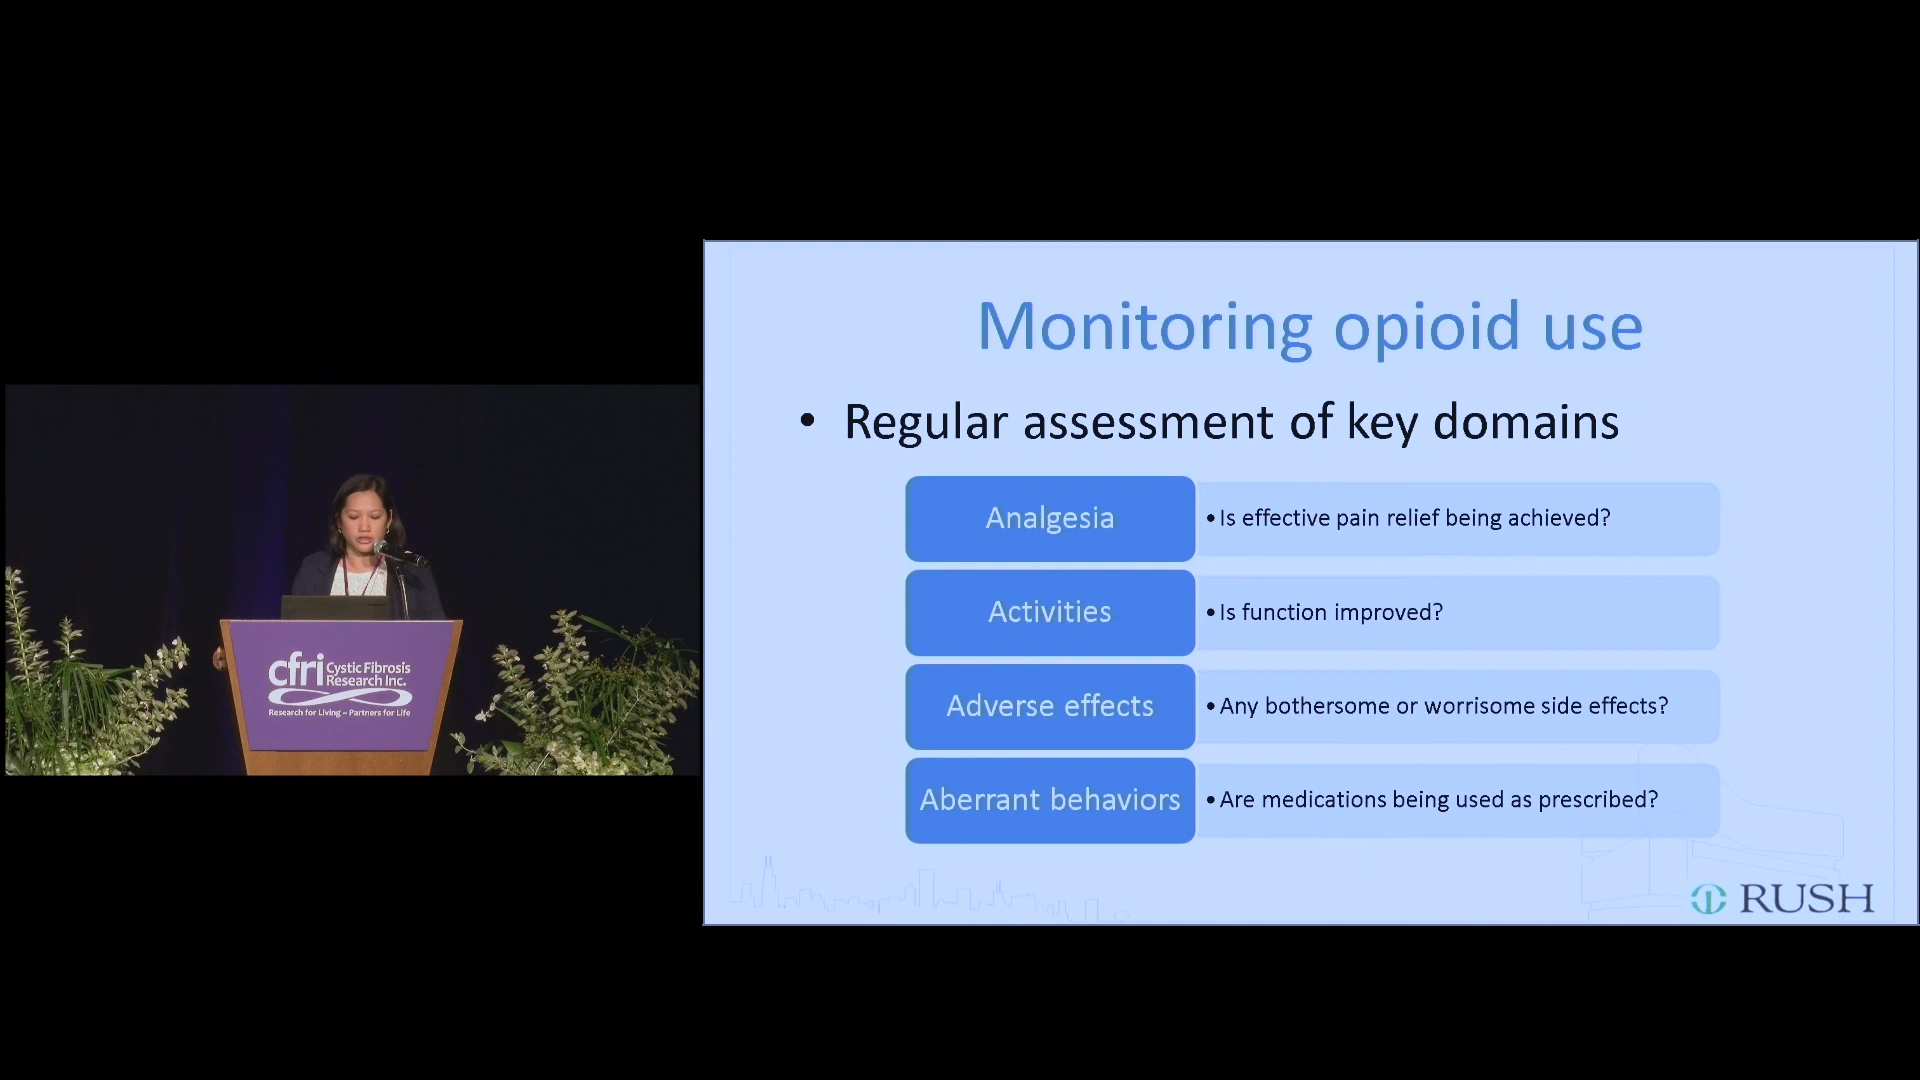 Monitoring opioid use
• Regular assessment of key domains
Analgesia
• Is effective pain relief being achieved?
Activities
• Is function improved?
Adverse effects
• Any bothersome or worrisome side effects?
Aberrant behaviors
• Are medications being used as prescribed?
RUSH
cfri Cystic Fibrosis
Research Inc.
Research for Living – Partners for Life